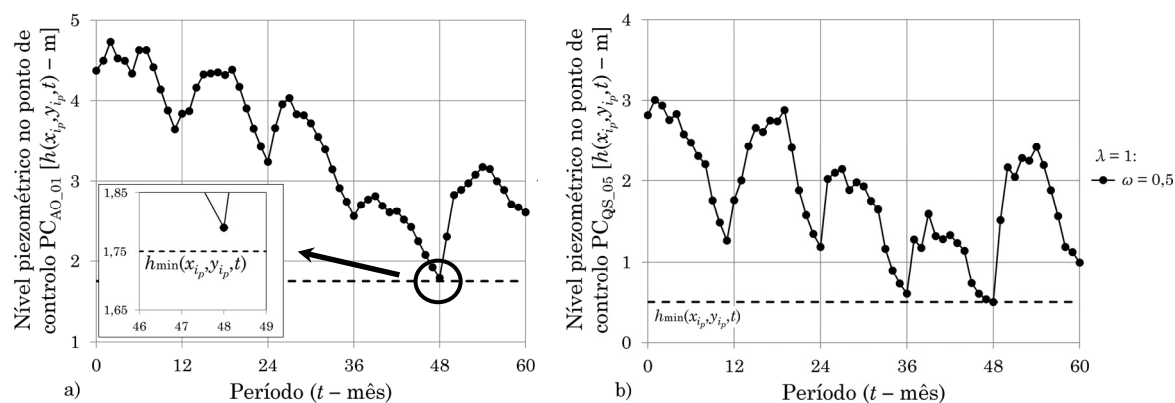 Nível piezométrico no ponto de
controlo PC_AO_01 [h(x_ip,y_ip,t) – m]
5
4
3
2
1
0 12 24 36 48 60
Período (t – mês)
a)
1,85
1,75
1,65
hmin(x_ip,y_ip,t)
46 47 48 49
Nível piezométrico no ponto de
controlo PC_QS_05 [h(x_ip,y_ip,t) – m]
4
3
2
1
0
hmin(x_ip,y_ip,t)
0 12 24 36 48 60
Período (t – mês)
b)
λ = 1:
ω = 0,5